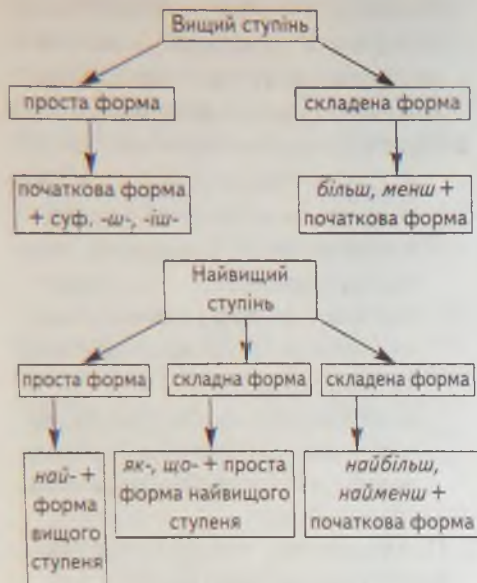 Вищий ступінь
проста форма
складена форма
початкова форма
+ суф. -ш-, -іш-
більш, менш +
початкова форма
Найвищий
ступінь
проста форма
складна форма
складена форма
най- +
форма
вищого
ступеня
як-, що- + проста
форма найвищого
ступеня
найбільш,
найменш +
початкова форма